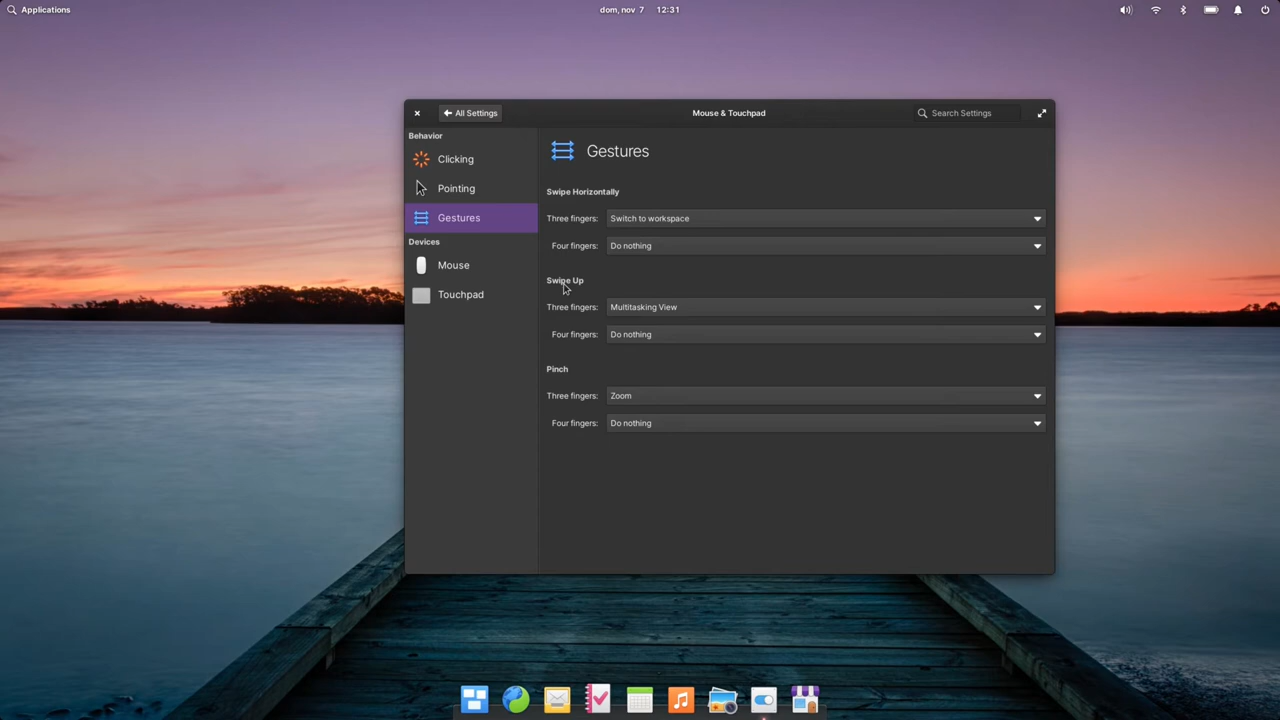 Applications
dom, nov 7 12:31
All Settings
Mouse & Touchpad
Search Settings
Behavior
Clicking
Pointing
Gestures
Devices
Mouse
Touchpad
Gestures
Swipe Horizontally
Three fingers: Switch to workspace
Four fingers: Do nothing
Swipe Up
Three fingers: Multitasking View
Four fingers: Do nothing
Pinch
Three fingers: Zoom
Four fingers: Do nothing